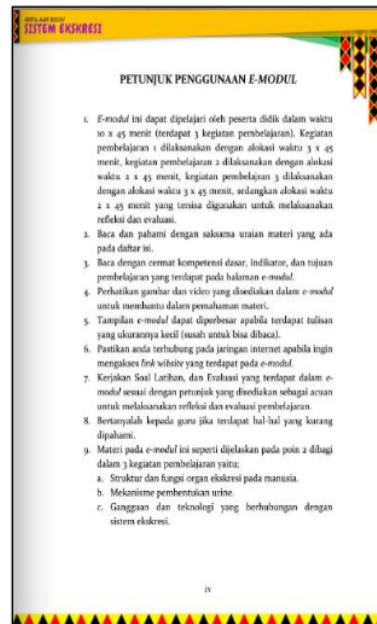 SISTEM EKSKRESI
PETUNJUK PENGGUNAAN E-MODUL
1. E-modul ini dapat dipelajari oleh peserta didik dalam waktu
10 x 45 menit (terdapat 3 kegiatan pembelajaran). Kegiatan
pembelajaran 1 dilaksanakan dengan alokasi waktu 3 x 45
menit, kegiatan pembelajaran 2 dilaksanakan dengan alokasi
waktu 2 x 45 menit, kegiatan pembelajran 3 dilaksanakan
dengan alokasi waktu 3 x 45 menit, sedangkan alokasi waktu
2 x 45 menit yang tersisa digunakan untuk melaksanakan
refleksi dan evaluasi.
2. Baca dan pahami dengan saksama uraian materi yang ada
pada daftar isi.
3. Baca dengan cermat kompetensi dasar, indikator, dan tujuan
pembelajaran yang terdapat pada halaman e-modul.
4. Perhatikan gambar dan video yang disediakan dalam e-modul
untuk membantu dalam pemahaman materi.
5. Tampilan e-modul dapat diperbesar apabila terdapat tulisan
yang ukurannya kecil (susah untuk bisa dibaca).
6. Pastikan anda terhubung pada jaringan internet apabila ingin
mengakses link wibsite yang terdapat pada e-modul.
7. Kerjakan Soal Latihan, dan Evaluasi yang terdapat dalam e-
modul sesuai dengan petunjuk yang disediakan sebagai acuan
untuk melaksanakan refleksi dan evaluasi pembelajaran.
8. Bertanyalah kepada guru jika terdapat hal-hal yang kurang
dipahami.
9. Materi pada e-modul ini seperti dijelaskan pada poin 2 dibagi
dalam 3 kegiatan pembelajaran yaitu;
a. Struktur dan fungsi organ ekskresi pada manusia.
b. Mekanisme pembentukan urine.
c. Gangguan dan teknologi yang berhubungan dengan
sistem ekskresi.
iv